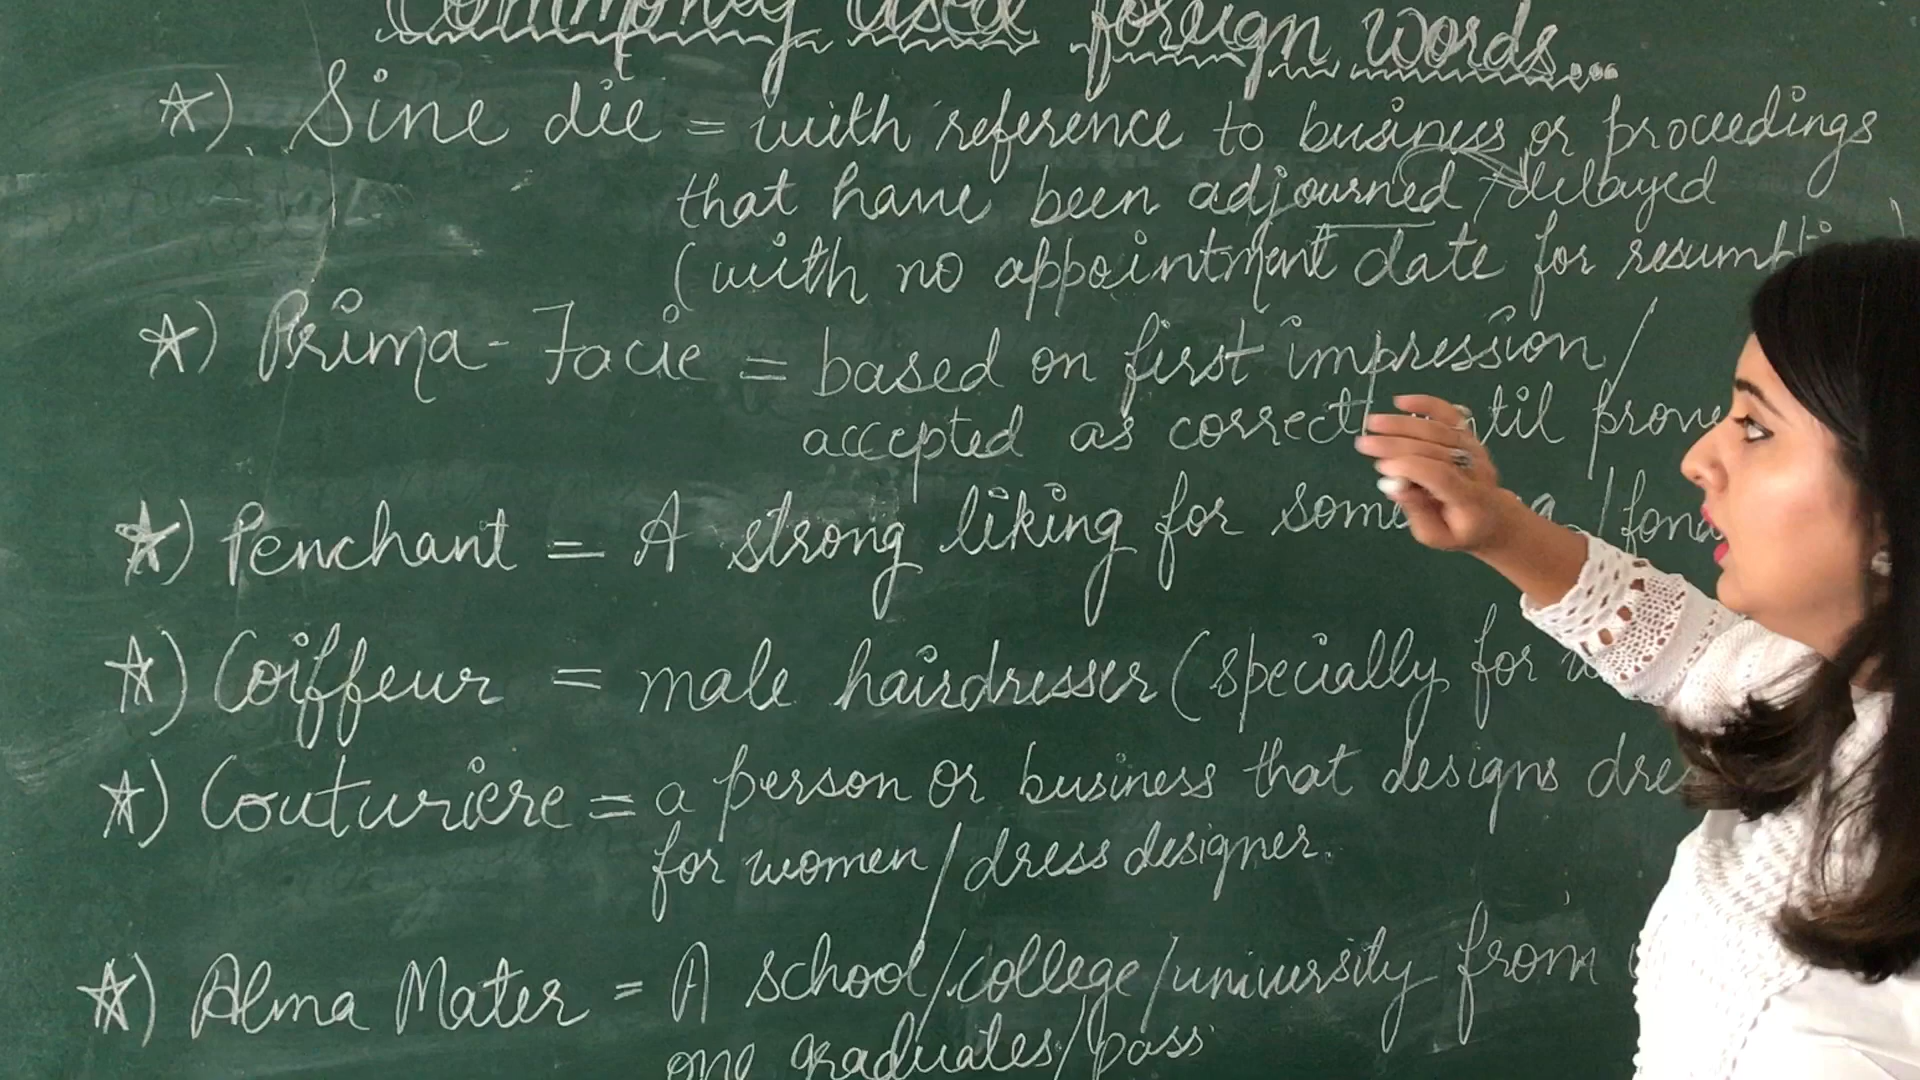 Commonly used foreign words...
☆) Sine die = with reference to business or proceedings
that have been adjourned / delayed
(with no appointment date for
☆) Prima-Facie = based on first impression /
accepted as correct until
☆) Penchant = A strong liking for
☆) Coiffeur = male hairdresser (specially for
☆) Couturiere = a person or business that designs
for women / dress designer.
☆) Alma Mater = A school/college/university from
one graduates/pass